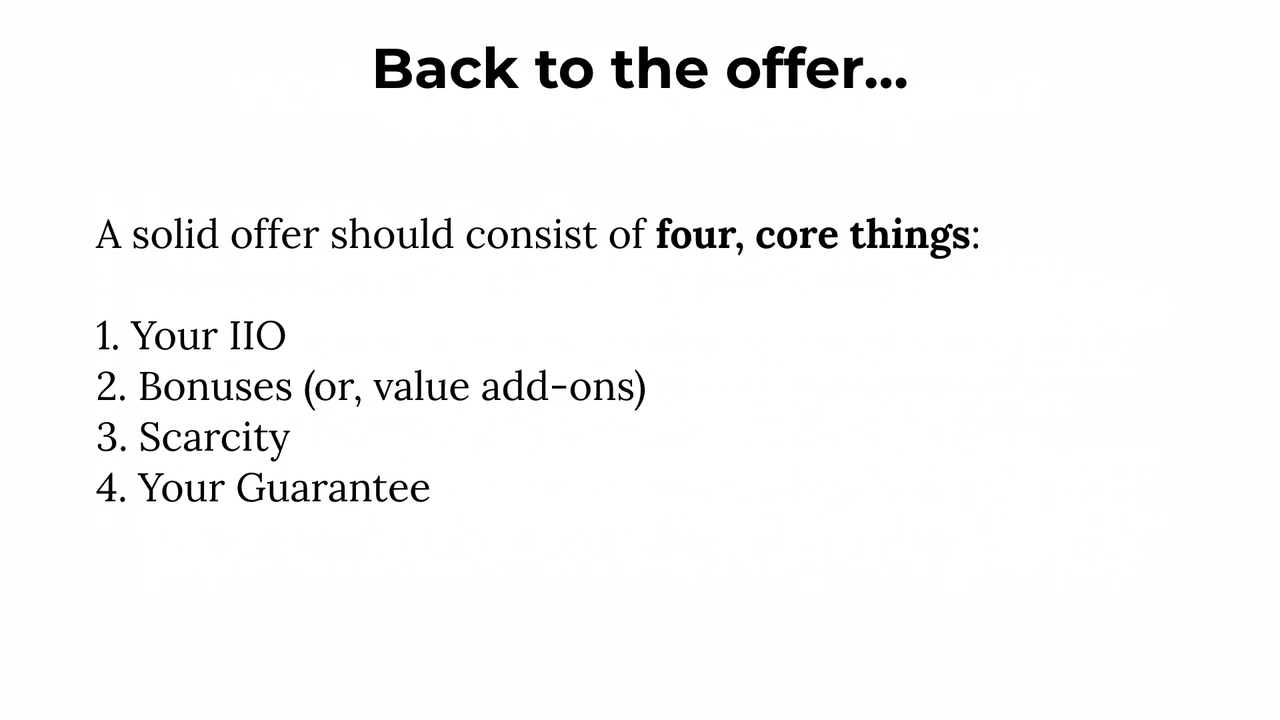 Back to the offer...
A solid offer should consist of four, core things:
1. Your IIO
2. Bonuses (or, value add-ons)
3. Scarcity
4. Your Guarantee